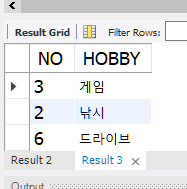 Result Grid Filter Rows:
NO HOBBY
3 게임
2 낚시
6 드라이브
Result 2 Result 3 ×
Output